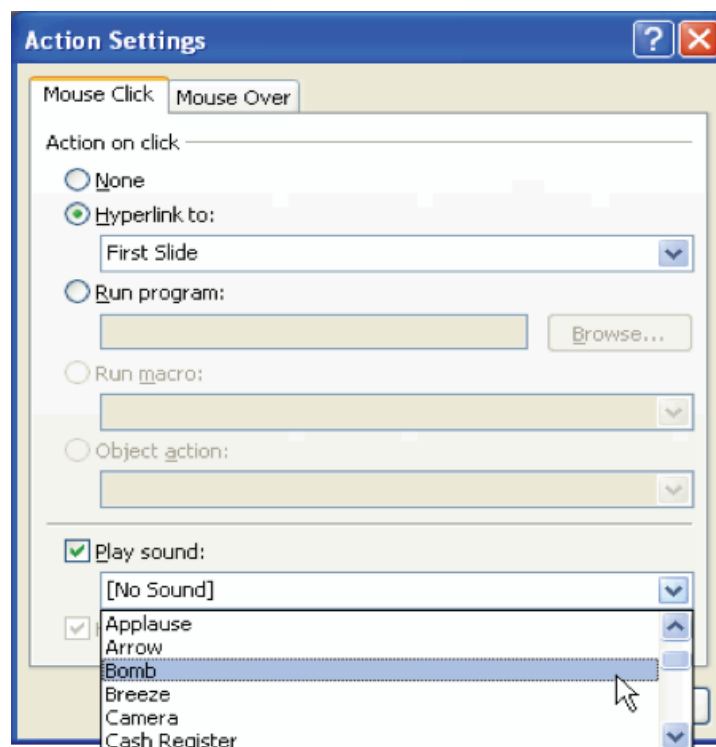 Action Settings
Mouse Click Mouse Over
Action on click
None
Hyperlink to:
First Slide
Run program:
Browse...
Run macro:
Object action:
Play sound:
[No Sound]
Applause
Arrow
Bomb
Breeze
Camera
Cash Register